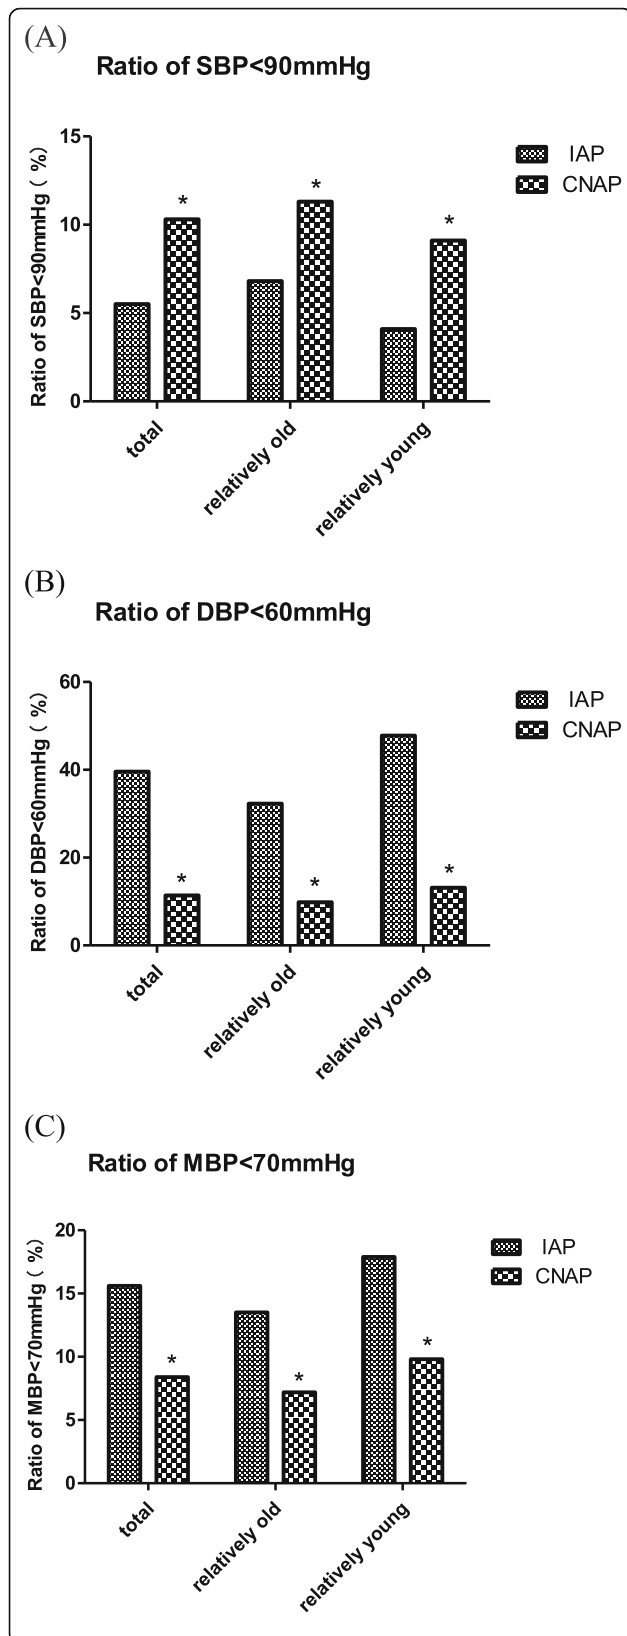 (A)
Ratio of SBP<90mmHg
Ratio of SBP<90mmHg ( %)
15
10
5
0
*
*
*
IAP
CNAP
total
relatively old
relatively young
(B)
Ratio of DBP<60mmHg
Ratio of DBP<60mmHg ( %)
60
40
20
0
*
*
*
IAP
CNAP
total
relatively old
relatively young
(C)
Ratio of MBP<70mmHg
Ratio of MBP<70mmHg ( %)
20
15
10
5
0
*
*
*
IAP
CNAP
total
relatively old
relatively young